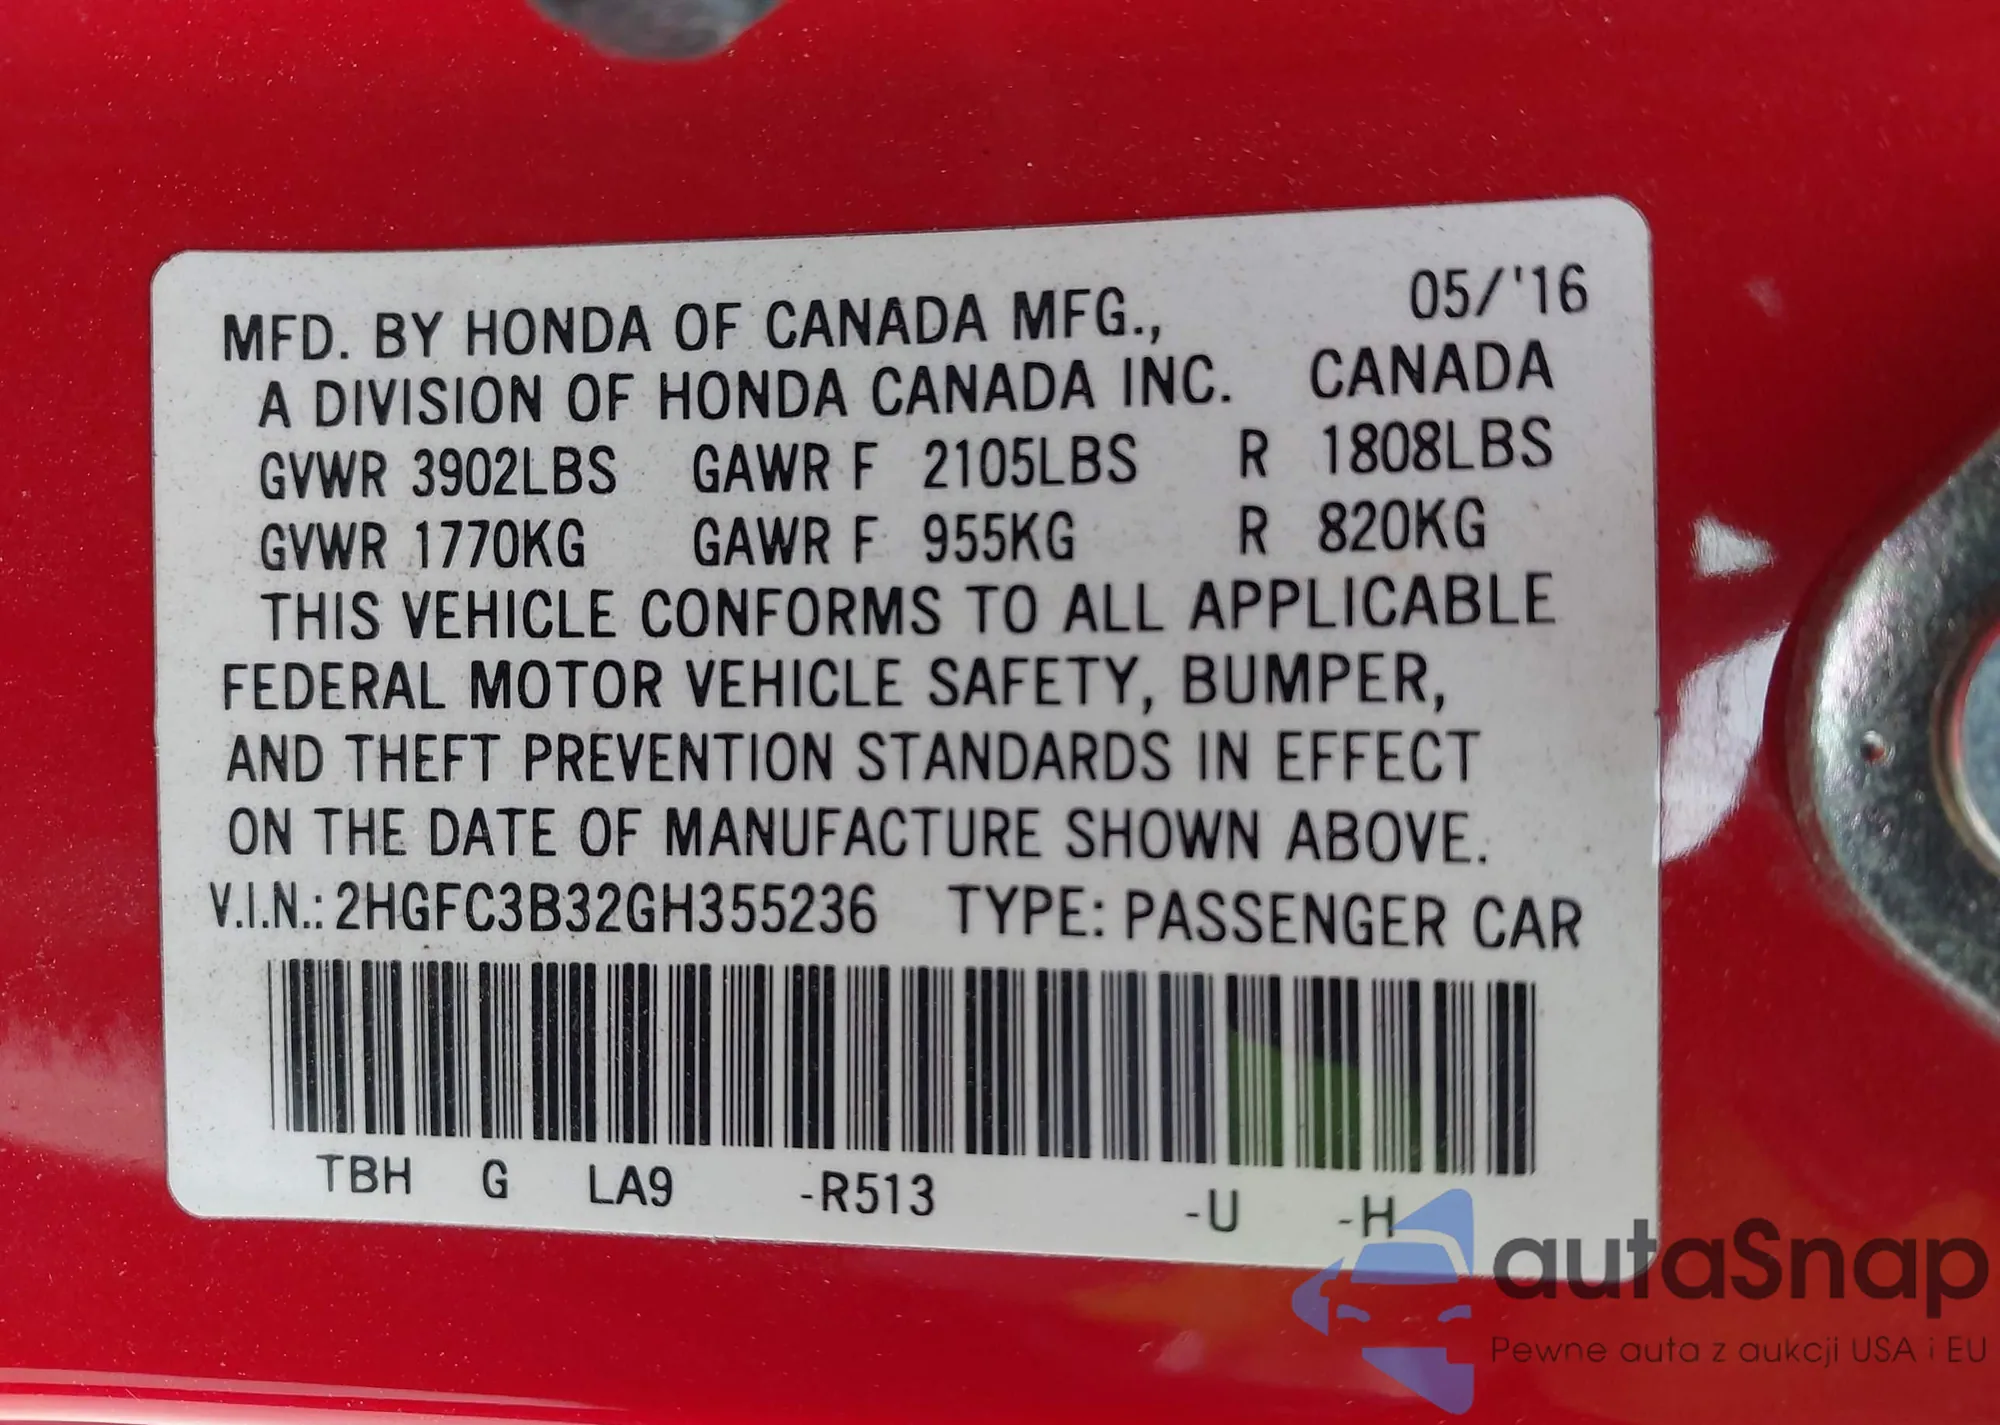 MFD. BY HONDA OF CANADA MFG., 05/'16
A DIVISION OF HONDA CANADA INC. CANADA
GVWR 3902LBS GAWR F 2105LBS R 1808LBS
GVWR 1770KG GAWR F 955KG R 820KG
THIS VEHICLE CONFORMS TO ALL APPLICABLE
FEDERAL MOTOR VEHICLE SAFETY, BUMPER,
AND THEFT PREVENTION STANDARDS IN EFFECT
ON THE DATE OF MANUFACTURE SHOWN ABOVE.
V.I.N.: 2HGFC3B32GH355236 TYPE: PASSENGER CAR
TBH G LA9 -R513 -U -H
autaSnap
Pewne auta z aukcji USA i EU